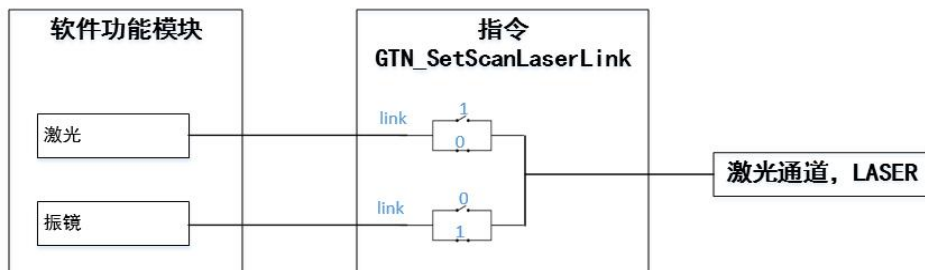 软件功能模块
指令
GTN_SetScanLaserLink
激光
link
1
0
激光通道，LASER
振镜
link
0
1